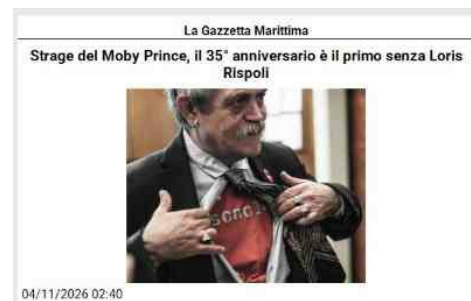 La Gazzetta Marittima
Strage del Moby Prince, il 35° anniversario è il primo senza Loris
Rispoli
04/11/2026 02:40